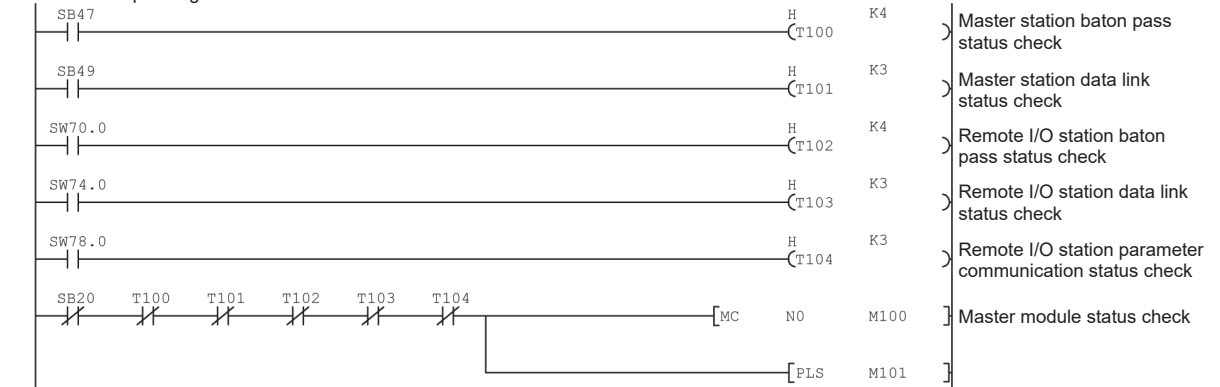 SB47 H K4 Master station baton pass
T100 status check
SB49 H K3 Master station data link
T101 status check
SW70.0 H K4 Remote I/O station baton
T102 pass status check
SW74.0 H K3 Remote I/O station data link
T103 status check
SW78.0 H K3 Remote I/O station parameter
T104 communication status check
SB20 T100 T101 T102 T103 T104
MC N0 M100 Master module status check
PLS M101